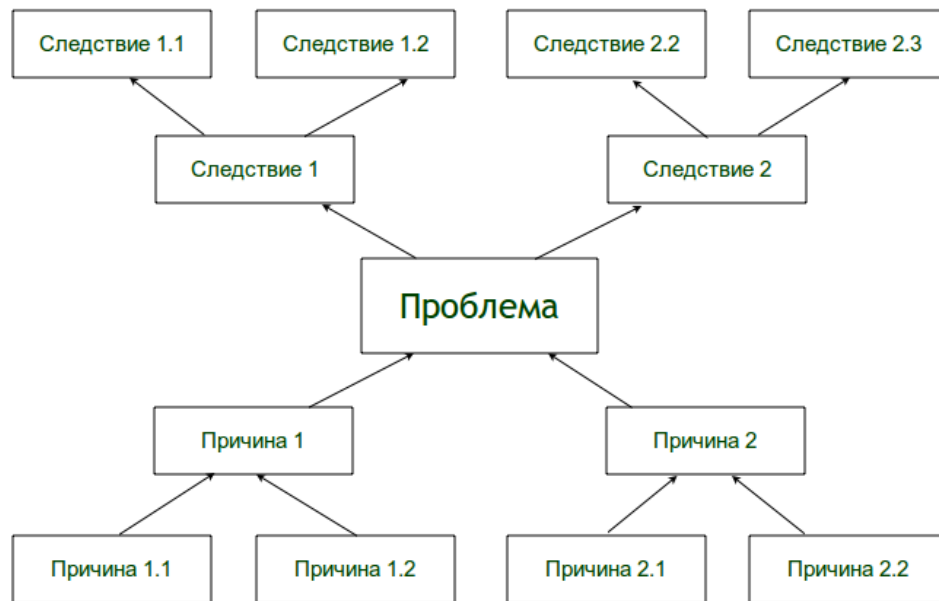 Следствие 1.1
Следствие 1.2
Следствие 2.2
Следствие 2.3
Следствие 1
Следствие 2
Проблема
Причина 1
Причина 2
Причина 1.1
Причина 1.2
Причина 2.1
Причина 2.2